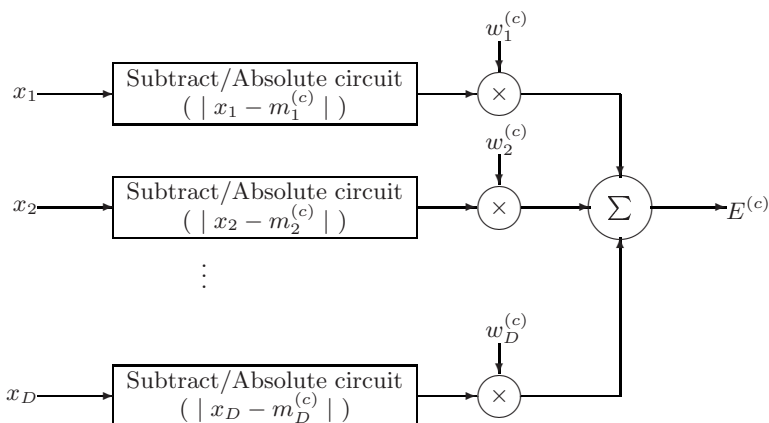 w_1^{(c)}
x_1
Subtract/Absolute circuit
( | x_1 − m_1^{(c)} | )
×
w_2^{(c)}
x_2
Subtract/Absolute circuit
( | x_2 − m_2^{(c)} | )
×
∑
E^{(c)}
⋮
w_D^{(c)}
x_D
Subtract/Absolute circuit
( | x_D − m_D^{(c)} | )
×